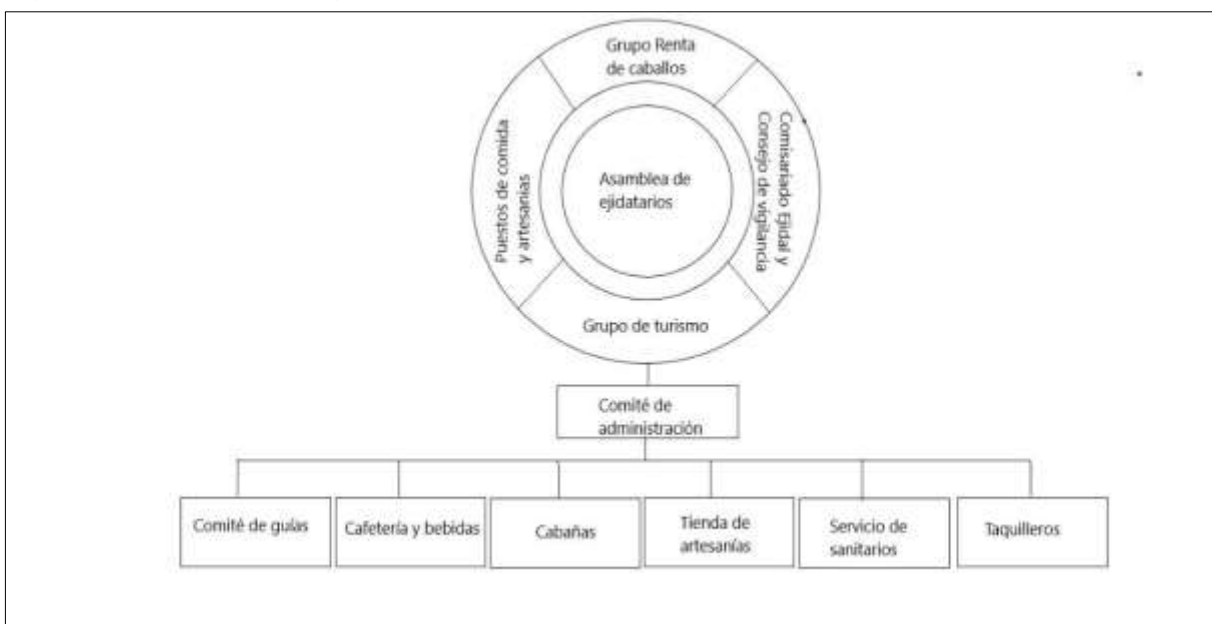 Grupo Renta
de caballos
Puestos de comida
y artesanías
Asamblea de
ejidatarios
Comisariado Ejidal y
Consejo de vigilancia
Grupo de turismo
Comité de
administración
Comité de guías
Cafetería y bebidas
Cabañas
Tienda de
artesanías
Servicio de
sanitarios
Taquilleros